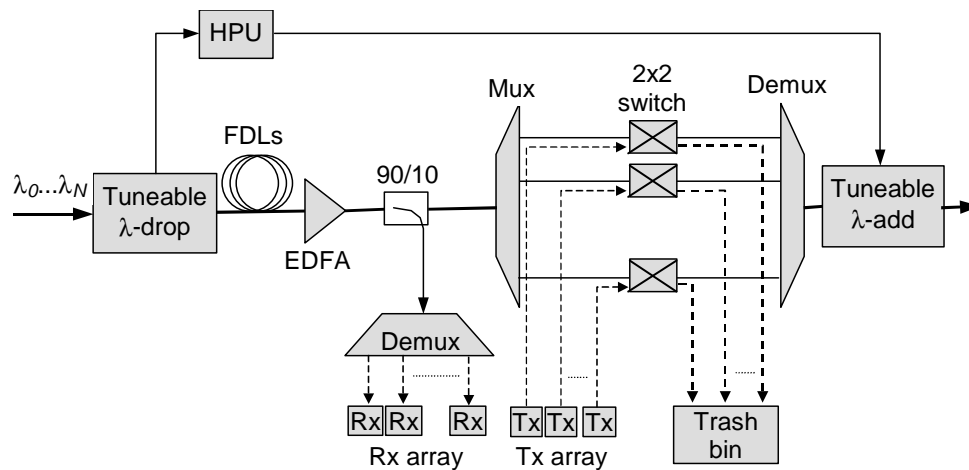 HPU
2x2
switch
Mux
Demux
FDLs
90/10
λ0...λN
Tuneable
λ-drop
Tuneable
λ-add
EDFA
Demux
Rx Rx Rx
Tx Tx Tx
Trash
bin
Rx array
Tx array